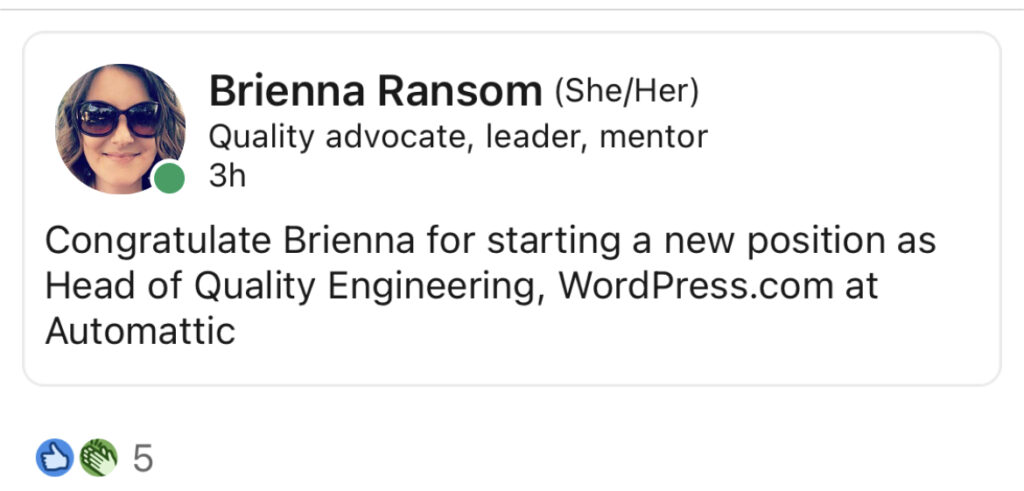 Brienna Ransom (She/Her)
Quality advocate, leader, mentor
3h
Congratulate Brienna for starting a new position as
Head of Quality Engineering, WordPress.com at
Automattic
5